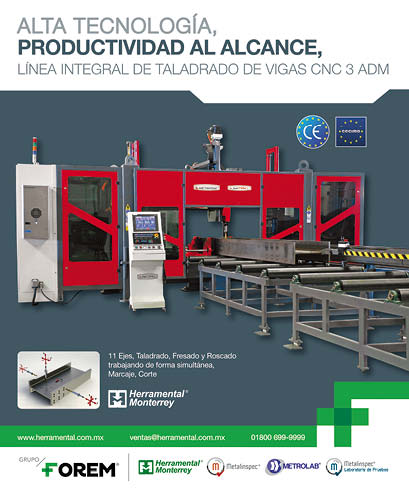 ALTA TECNOLOGÍA,
PRODUCTIVIDAD AL ALCANCE,
LÍNEA INTEGRAL DE TALADRADO DE VIGAS CNC 3 ADM
CE
11 Ejes, Taladrado, Fresado y Roscado
trabajando de forma simultánea,
Marcaje, Corte
Herramental®
Monterrey
www.herramental.com.mx ventas@herramental.com.mx 01800 699-9999
GRUPO
FOREM®
Herramental®
Monterrey
Metalinspec®
METROLAB®
Metalinspec®
Laboratorio de Pruebas